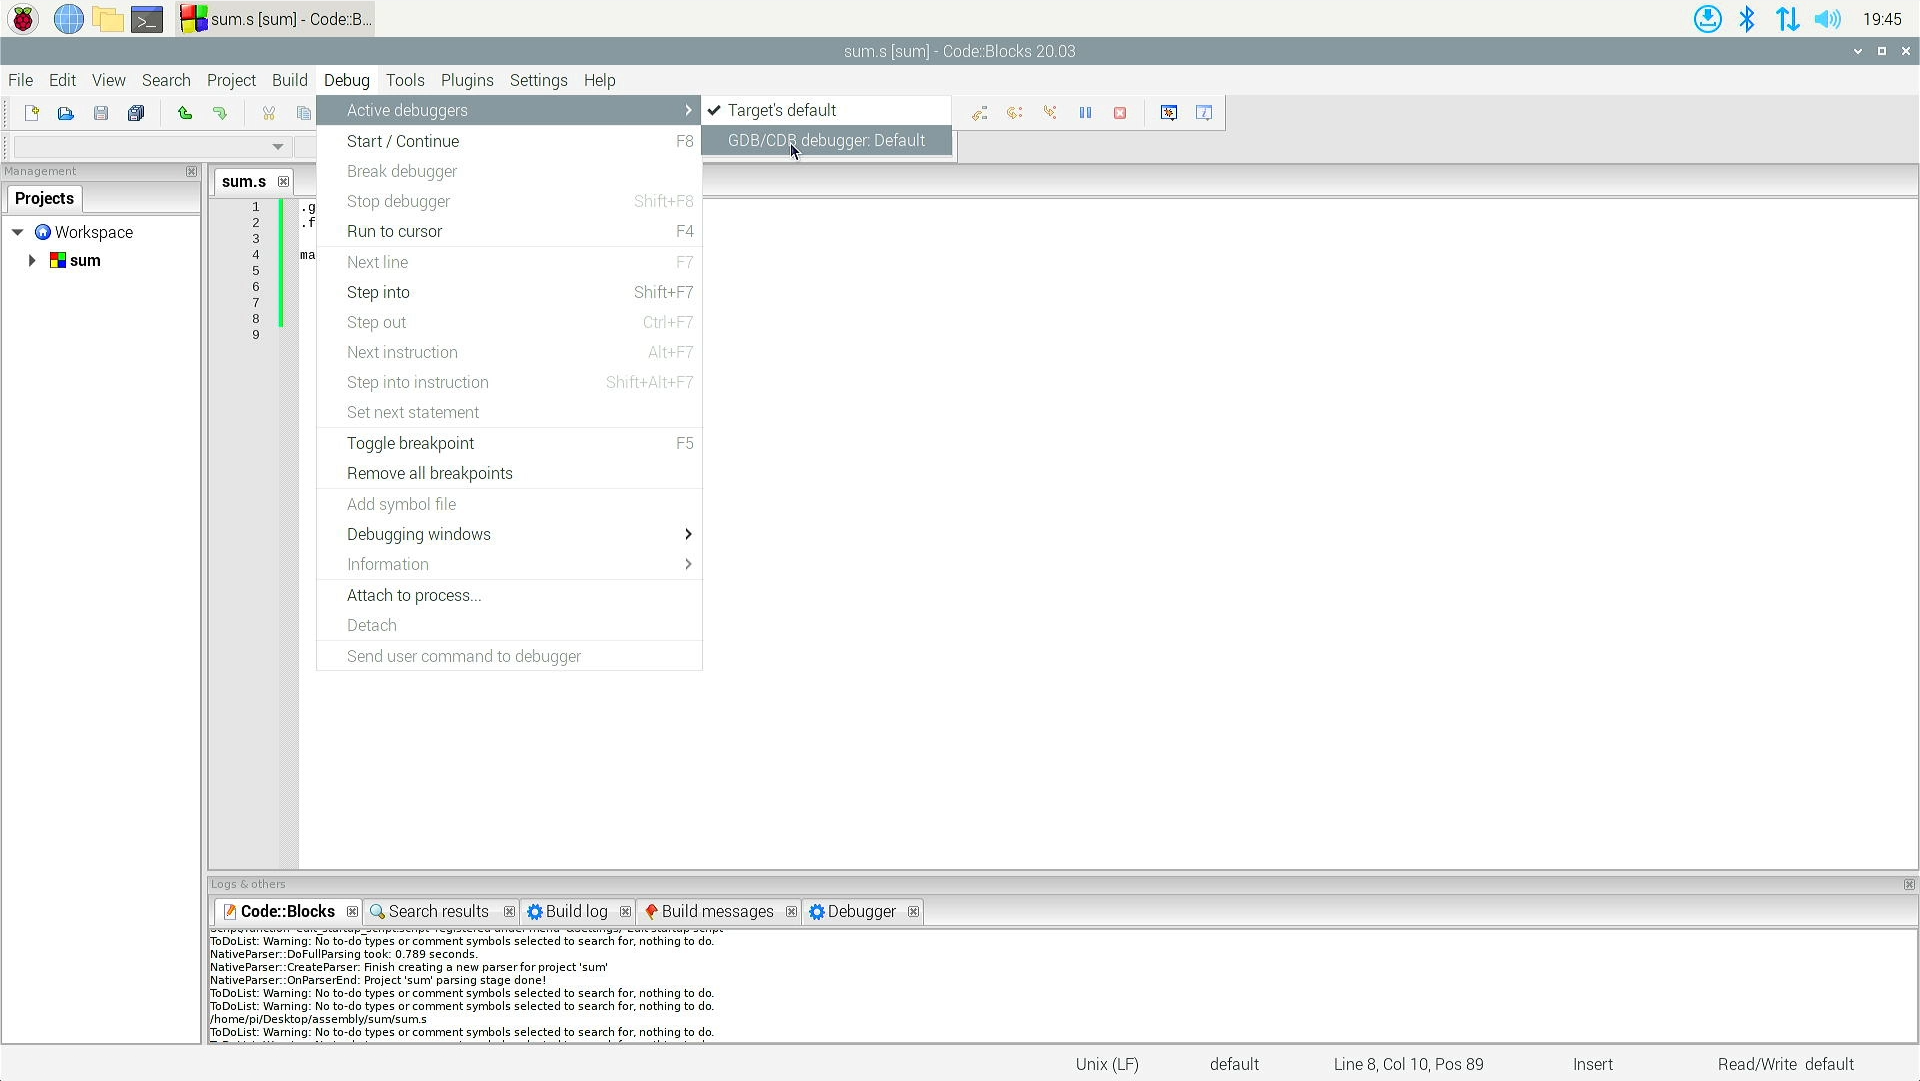 sum.s [sum] - Code::B...
19:45
sum.s [sum] - Code::Blocks 20.03
File Edit View Search Project Build Debug Tools Plugins Settings Help
Active debuggers
Target's default
GDB/CDB debugger: Default
Start / Continue F8
Break debugger
Stop debugger Shift+F8
Run to cursor F4
Next line F7
Step into Shift+F7
Step out Ctrl+F7
Next instruction Alt+F7
Step into instruction Shift+Alt+F7
Set next statement
Toggle breakpoint F5
Remove all breakpoints
Add symbol file
Debugging windows
Information
Attach to process...
Detach
Send user command to debugger
Management
Projects
Workspace
sum
sum.s
1 .g
2 .f
3
4 ma
5
6
7
8
9
Logs & others
Code::Blocks Search results Build log Build messages Debugger
ToDoList: Warning: No to-do types or comment symbols selected to search for, nothing to do.
NativeParser::DoFullParsing took: 0.789 seconds.
NativeParser::CreateParser: Finish creating a new parser for project 'sum'
NativeParser::OnParserEnd: Project 'sum' parsing stage done!
ToDoList: Warning: No to-do types or comment symbols selected to search for, nothing to do.
ToDoList: Warning: No to-do types or comment symbols selected to search for, nothing to do.
/home/pi/Desktop/assembly/sum/sum.s
ToDoList: Warning: No to-do types or comment symbols selected to search for, nothing to do.
Unix (LF) default Line 8, Col 10, Pos 89 Insert Read/Write default